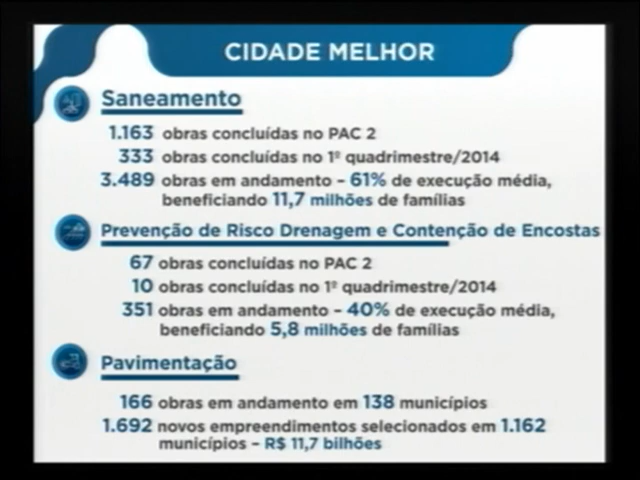 CIDADE MELHOR
Saneamento
1.163 obras concluídas no PAC 2
333 obras concluídas no 1º quadrimestre/2014
3.489 obras em andamento – 61% de execução média,
beneficiando 11,7 milhões de famílias
Prevenção de Risco Drenagem e Contenção de Encostas
67 obras concluídas no PAC 2
10 obras concluídas no 1º quadrimestre/2014
351 obras em andamento – 40% de execução média,
beneficiando 5,8 milhões de famílias
Pavimentação
166 obras em andamento em 138 municípios
1.692 novos empreendimentos selecionados em 1.162
municípios – R$ 11,7 bilhões